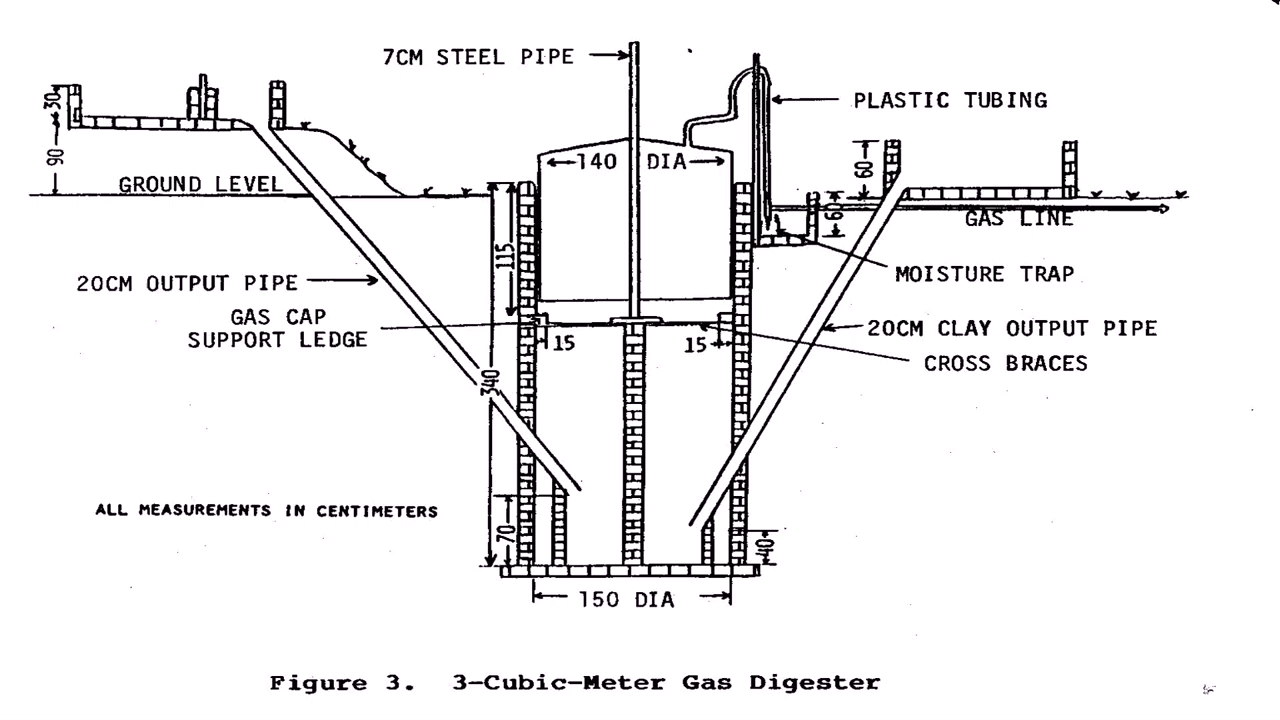 7CM STEEL PIPE
PLASTIC TUBING
30
90
140 DIA
60
GROUND LEVEL
60
GAS LINE
115
MOISTURE TRAP
20CM OUTPUT PIPE
GAS CAP
SUPPORT LEDGE
20CM CLAY OUTPUT PIPE
15
15
CROSS BRACES
340
ALL MEASUREMENTS IN CENTIMETERS
70
40
150 DIA
Figure 3. 3-Cubic-Meter Gas Digester